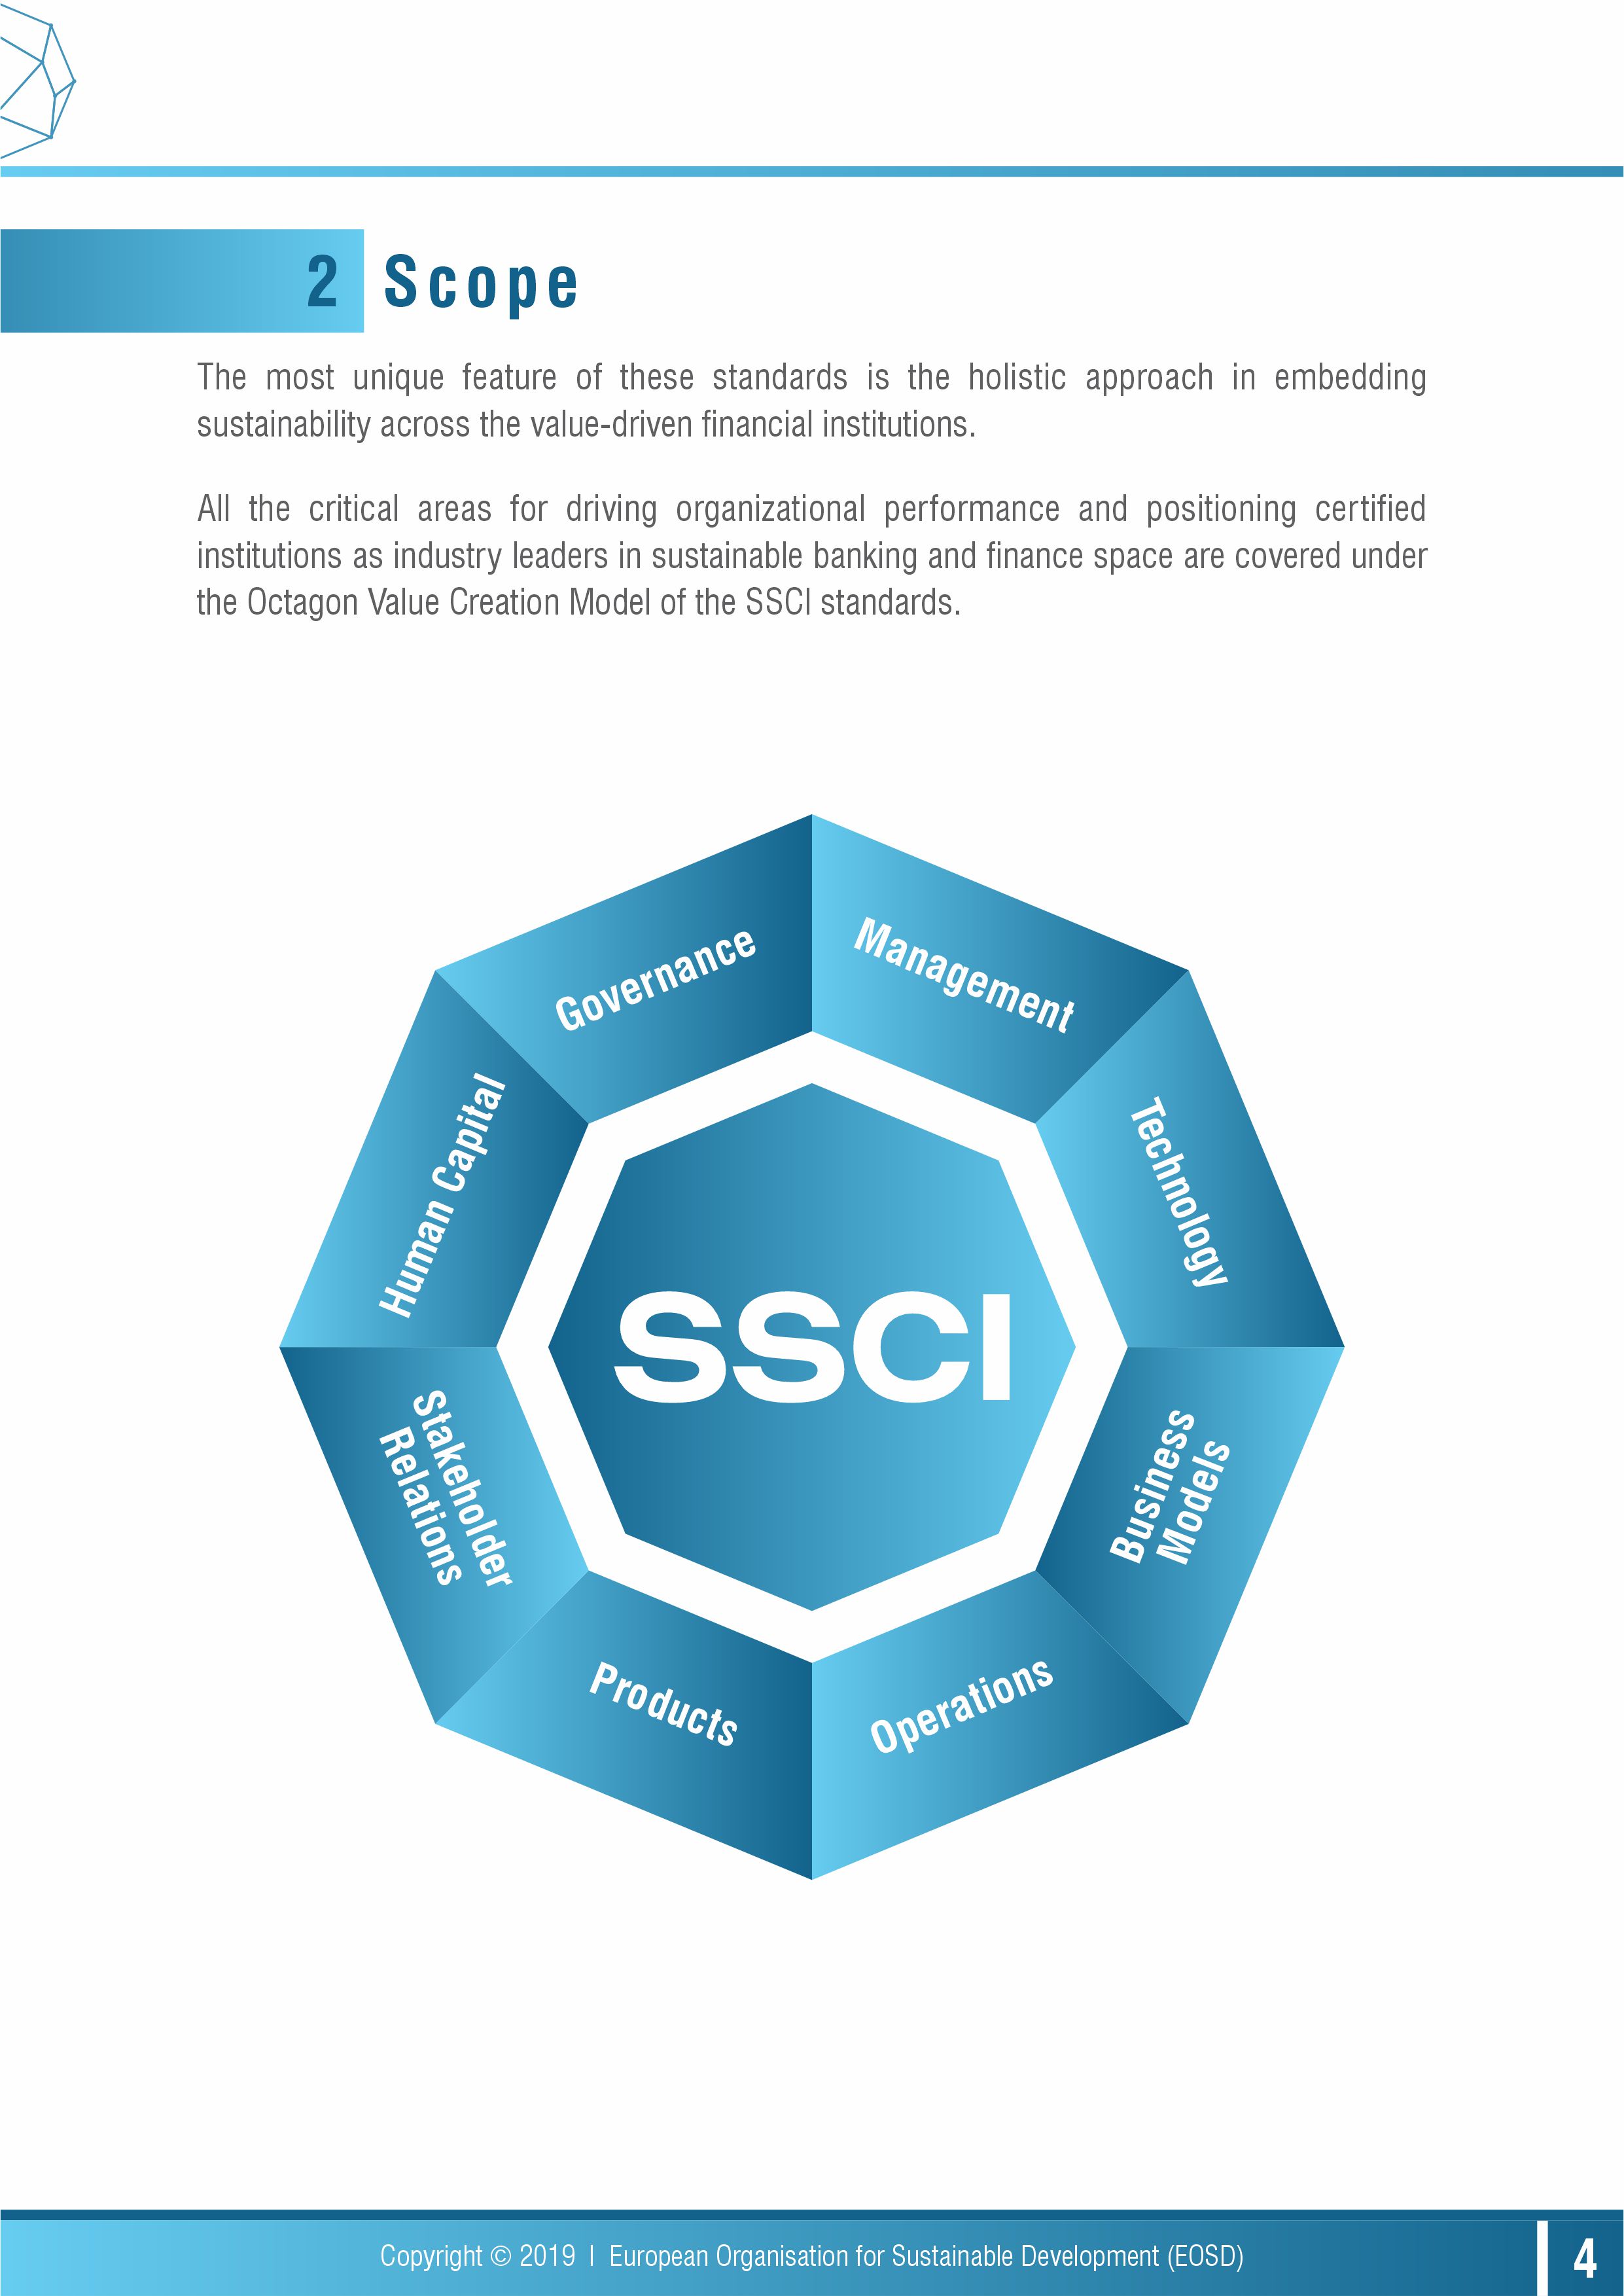 2 Scope
The most unique feature of these standards is the holistic approach in embedding
sustainability across the value-driven financial institutions.
All the critical areas for driving organizational performance and positioning certified
institutions as industry leaders in sustainable banking and finance space are covered under
the Octagon Value Creation Model of the SSCI standards.
Governance
Management
Technology
Business
Models
Operations
Products
Stakeholder
Relations
Human Capital
SSCI
Copyright © 2019 | European Organisation for Sustainable Development (EOSD)
4